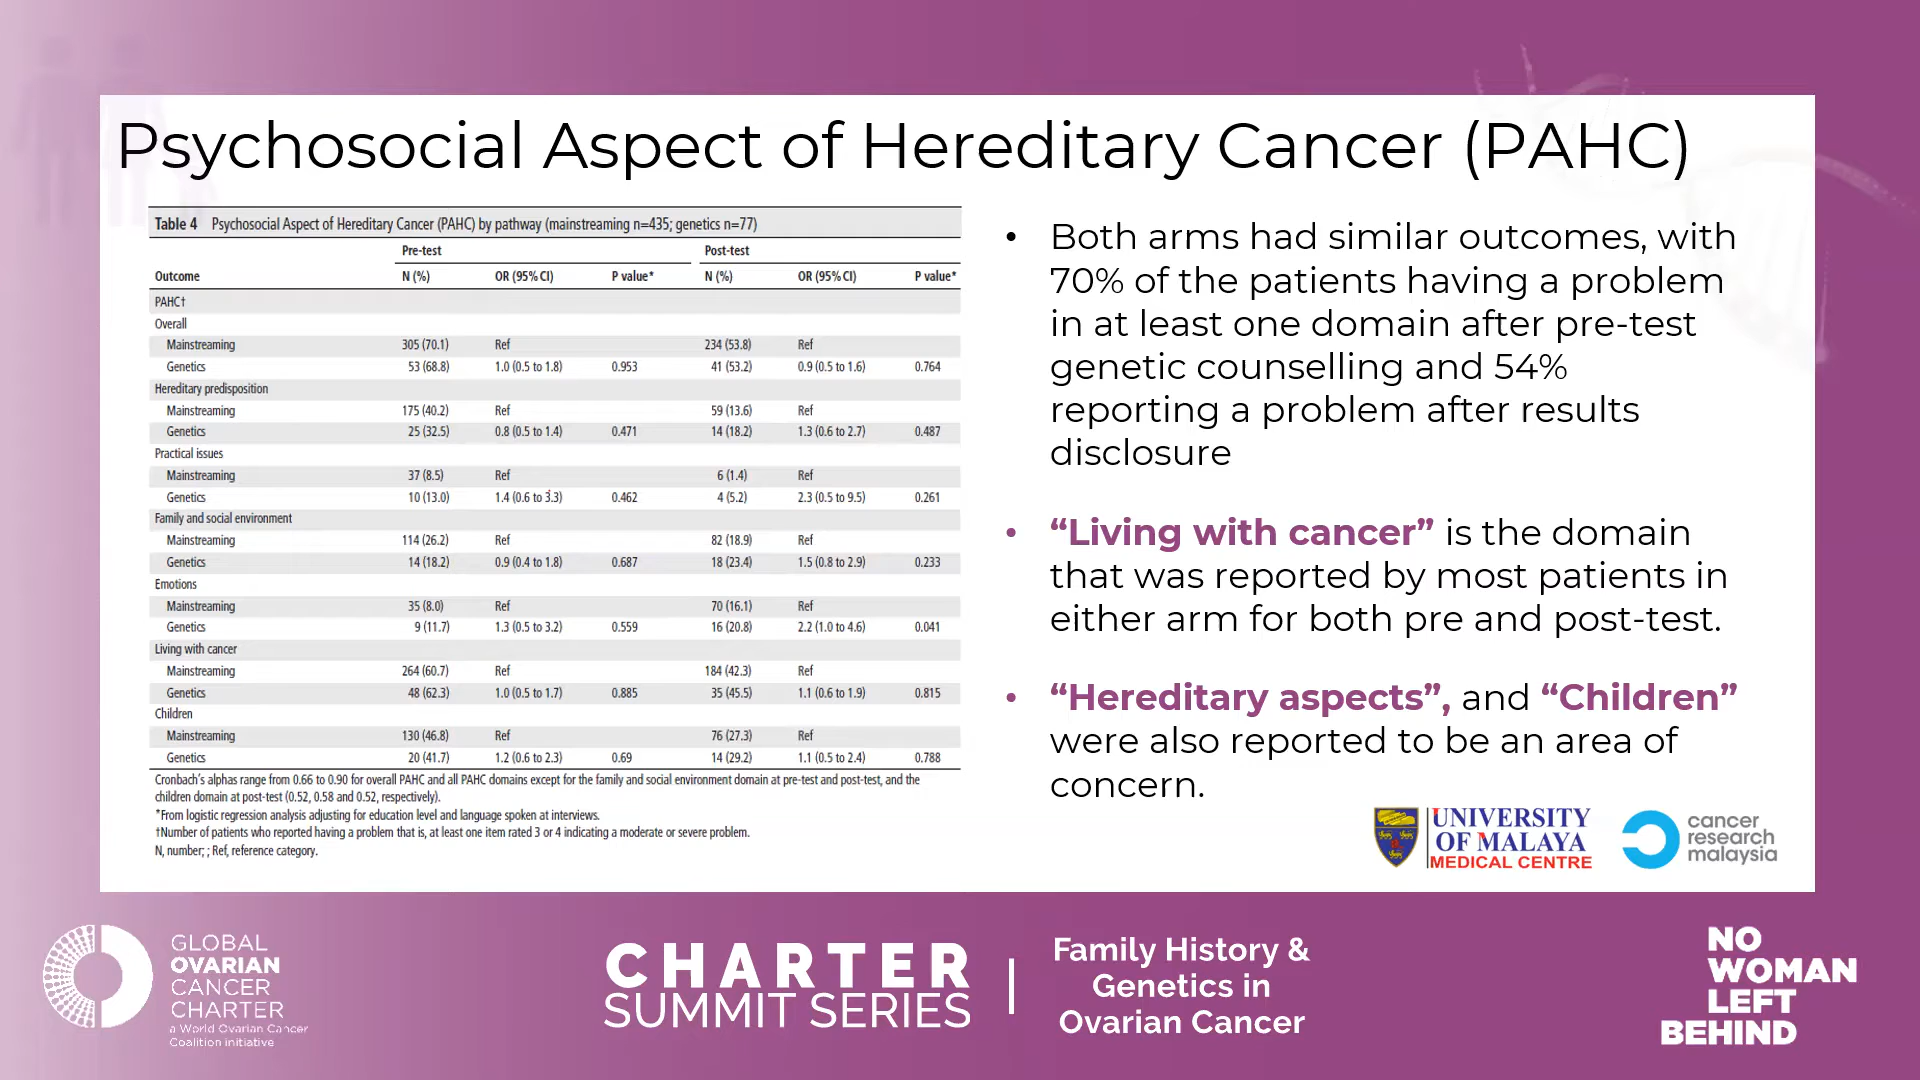 Psychosocial Aspect of Hereditary Cancer (PAHC)
Table 4 Psychosocial Aspect of Hereditary Cancer (PAHC) by pathway (mainstreaming n=435; genetics n=77)
Pre-test Post-test
Outcome N (%) OR (95% CI) P value* N (%) OR (95% CI) P value*
PAHC†
Overall
Mainstreaming 305 (70.1) Ref 234 (53.8) Ref
Genetics 53 (68.8) 1.0 (0.5 to 1.8) 0.953 41 (53.2) 0.9 (0.5 to 1.6) 0.764
Hereditary predisposition
Mainstreaming 175 (40.2) Ref 59 (13.6) Ref
Genetics 25 (32.5) 0.8 (0.5 to 1.4) 0.471 14 (18.2) 1.3 (0.6 to 2.7) 0.487
Practical issues
Mainstreaming 37 (8.5) Ref 6 (1.4) Ref
Genetics 10 (13.0) 1.4 (0.6 to 3.3) 0.462 4 (5.2) 2.3 (0.5 to 9.5) 0.261
Family and social environment
Mainstreaming 114 (26.2) Ref 82 (18.9) Ref
Genetics 14 (18.2) 0.9 (0.4 to 1.8) 0.687 18 (23.4) 1.5 (0.8 to 2.9) 0.233
Emotions
Mainstreaming 35 (8.0) Ref 70 (16.1) Ref
Genetics 9 (11.7) 1.3 (0.5 to 3.2) 0.559 16 (20.8) 2.2 (1.0 to 4.6) 0.041
Living with cancer
Mainstreaming 264 (60.7) Ref 184 (42.3) Ref
Genetics 48 (62.3) 1.0 (0.5 to 1.7) 0.885 35 (45.5) 1.1 (0.6 to 1.9) 0.815
Children
Mainstreaming 130 (46.8) Ref 76 (27.3) Ref
Genetics 20 (41.7) 1.2 (0.6 to 2.3) 0.69 14 (29.2) 1.1 (0.5 to 2.4) 0.788
Cronbach's alphas range from 0.66 to 0.90 for overall PAHC and all PAHC domains except for the family and social environment domain at pre-test and post-test, and the
children domain at post-test (0.52, 0.58 and 0.52, respectively).
*From logistic regression analysis adjusting for education level and language spoken at interviews.
†Number of patients who reported having a problem that is, at least one item rated 3 or 4 indicating a moderate or severe problem.
N, number; ; Ref, reference category.
• Both arms had similar outcomes, with
70% of the patients having a problem
in at least one domain after pre-test
genetic counselling and 54%
reporting a problem after results
disclosure
• “Living with cancer” is the domain
that was reported by most patients in
either arm for both pre and post-test.
• “Hereditary aspects”, and “Children”
were also reported to be an area of
concern.
UNIVERSITY
OF MALAYA
MEDICAL CENTRE
cancer
research
malaysia
GLOBAL
OVARIAN
CANCER
CHARTER
a World Ovarian Cancer
Coalition initiative
CHARTER
SUMMIT SERIES
Family History &
Genetics in
Ovarian Cancer
NO
WOMAN
LEFT
BEHIND